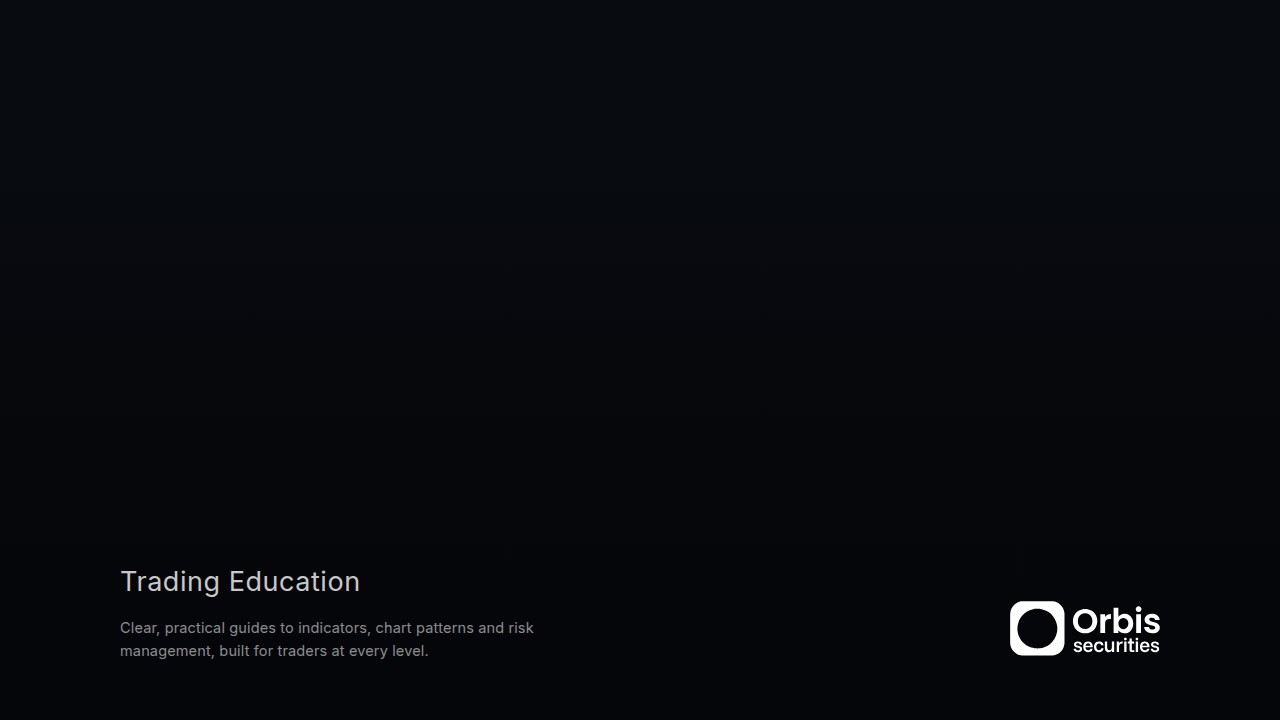 Trading Education
Clear, practical guides to indicators, chart patterns and risk
management, built for traders at every level.
Orbis
securities